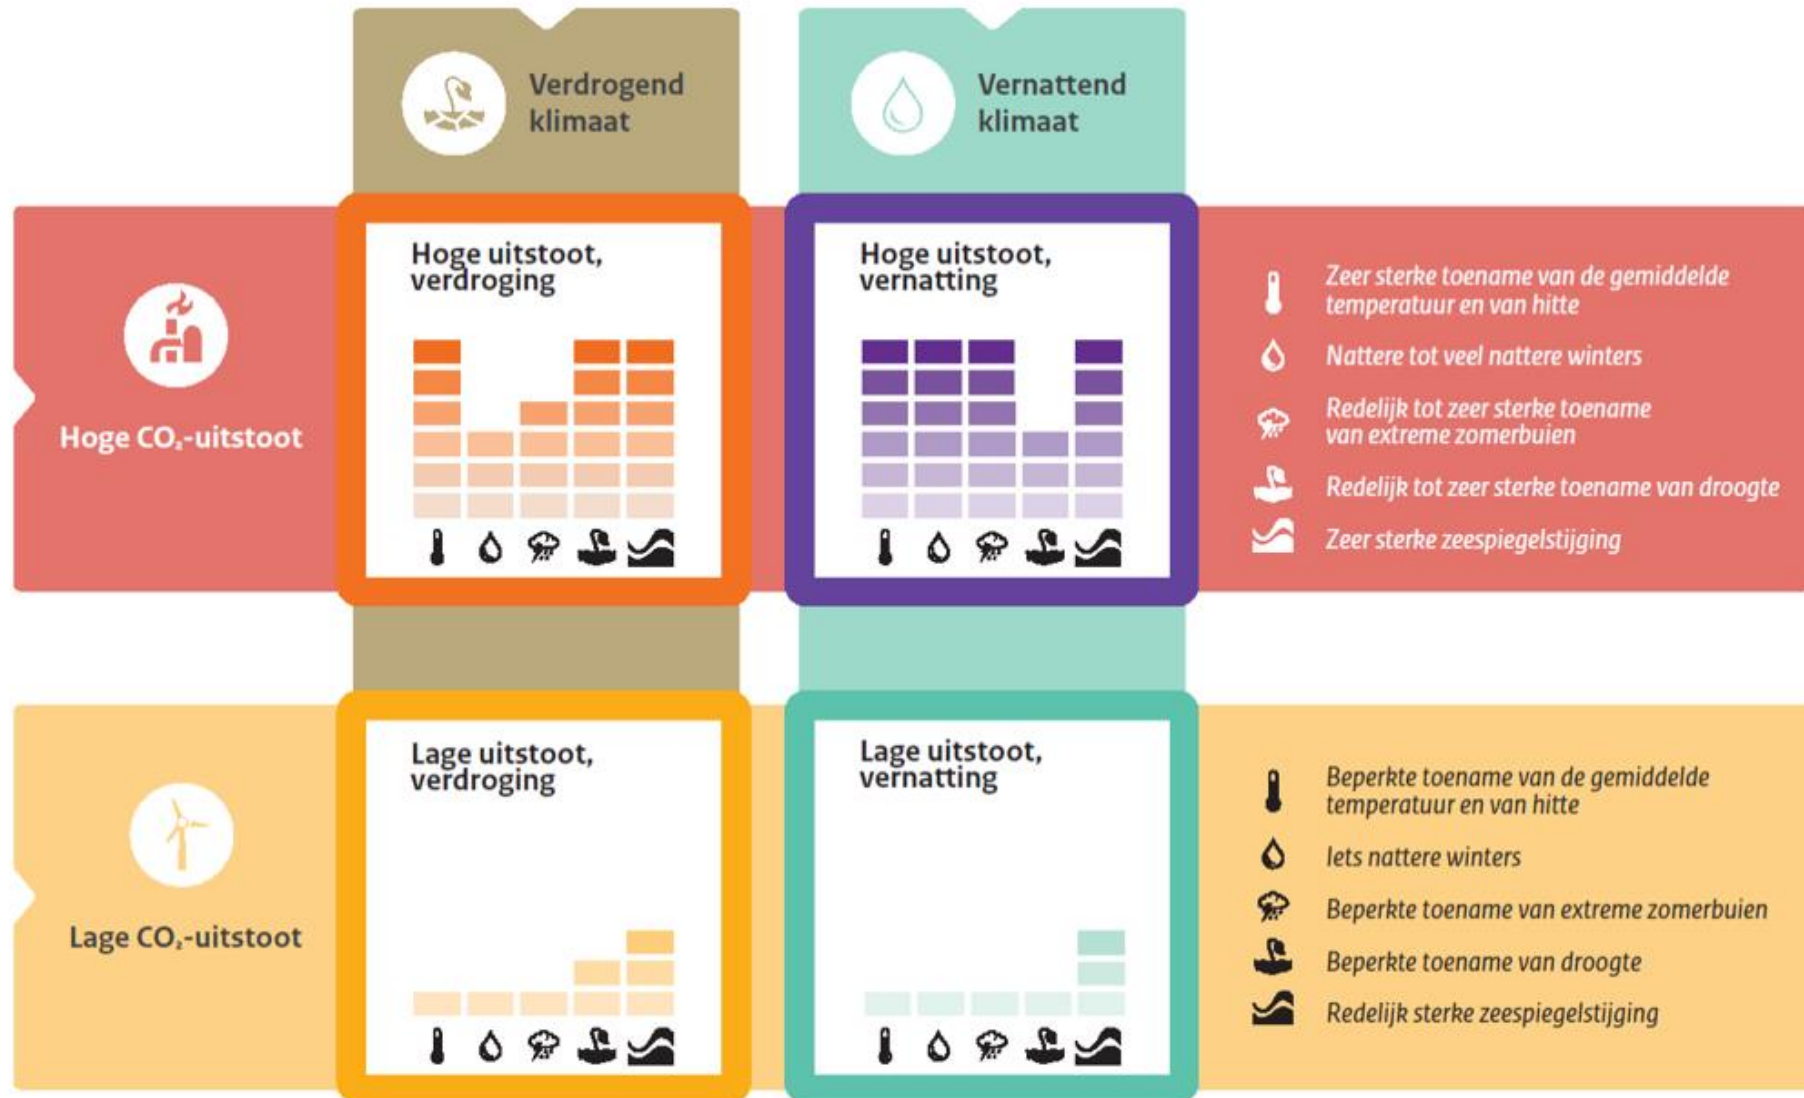 Verdrogend
klimaat
Vernattend
klimaat
Hoge CO₂-uitstoot
Hoge uitstoot,
verdroging
Hoge uitstoot,
vernatting
Zeer sterke toename van de gemiddelde
temperatuur en van hitte
Nattere tot veel nattere winters
Redelijk tot zeer sterke toename
van extreme zomerbuien
Redelijk tot zeer sterke toename van droogte
Zeer sterke zeespiegelstijging
Lage CO₂-uitstoot
Lage uitstoot,
verdroging
Lage uitstoot,
vernatting
Beperkte toename van de gemiddelde
temperatuur en van hitte
Iets nattere winters
Beperkte toename van extreme zomerbuien
Beperkte toename van droogte
Redelijk sterke zeespiegelstijging